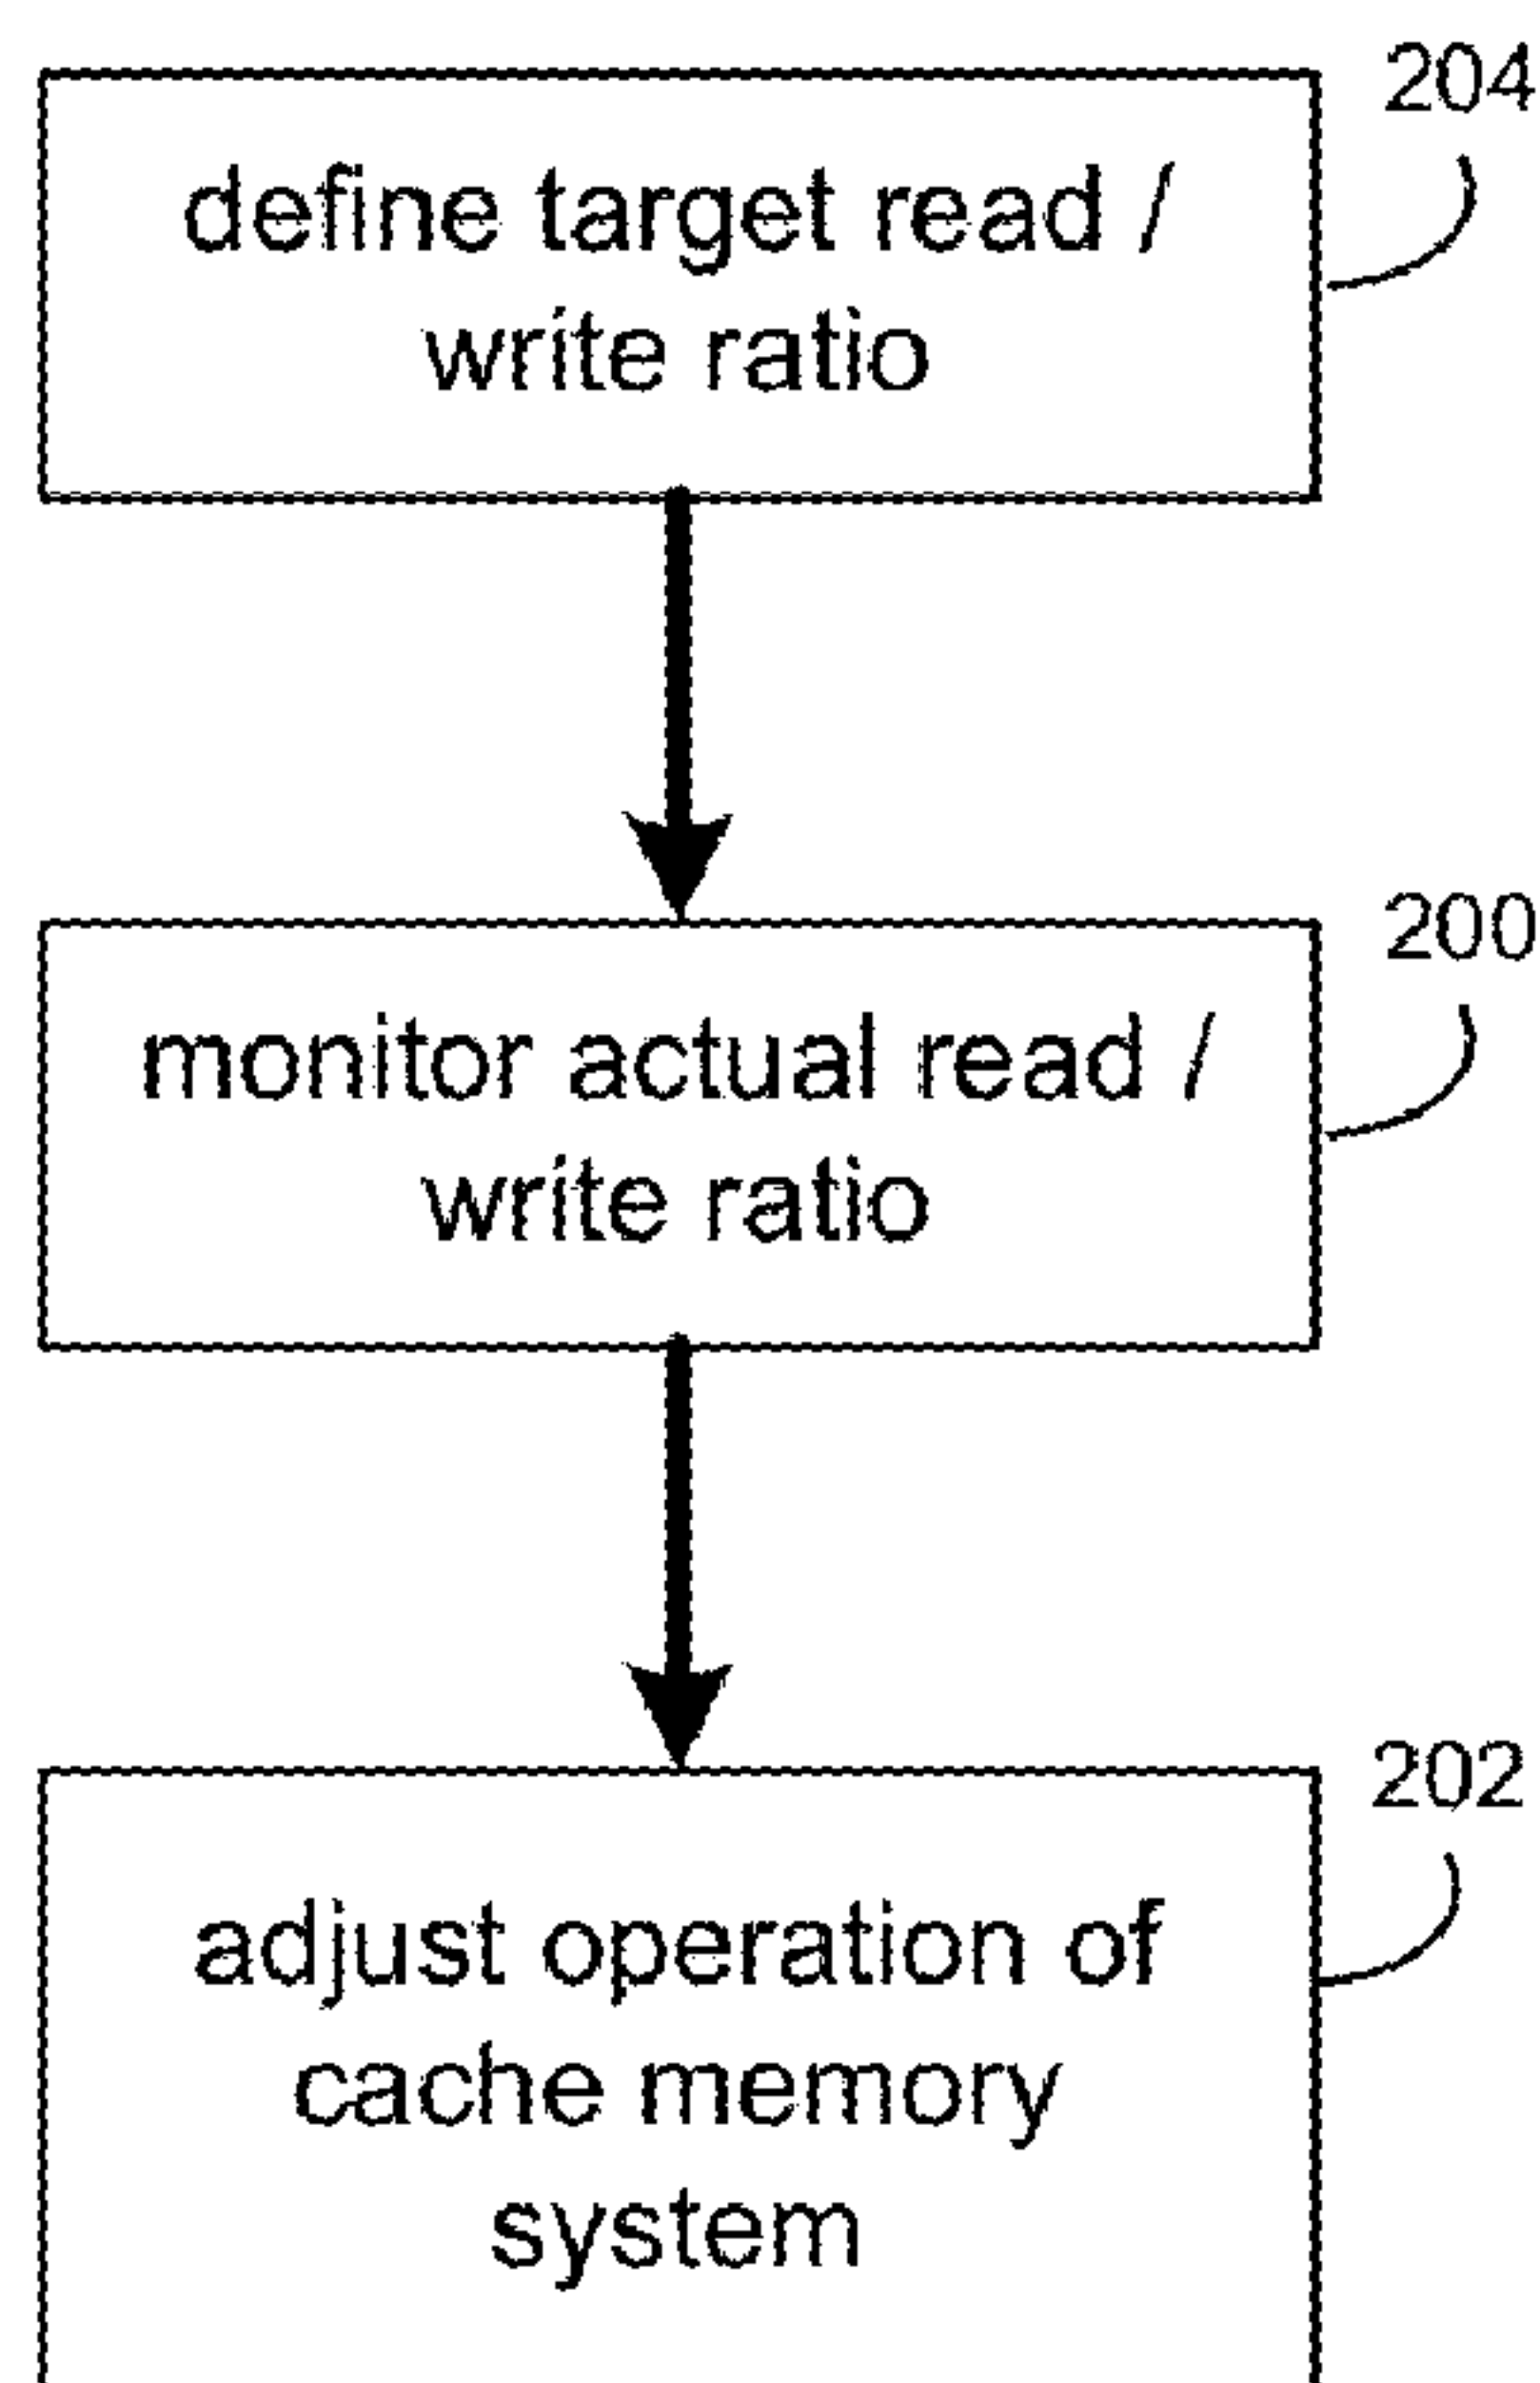 204
define target read /
write ratio
200
monitor actual read /
write ratio
202
adjust operation of
cache memory
system